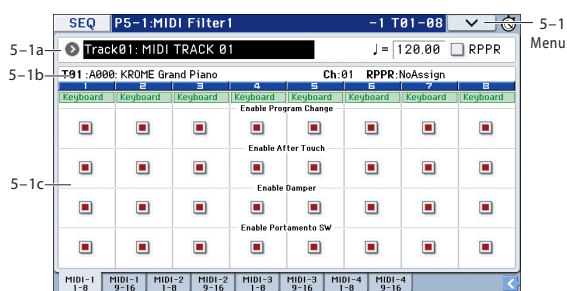 SEQ P5-1:MIDI Filter1 -1 T01-08
5-1
Menu
5-1a
Track01: MIDI TRACK 01 ♩= 120.00 RPPR
5-1b
T01 :A000: KROME Grand Piano Ch:01 RPPR:NoAssign
1 2 3 4 5 6 7 8
Keyboard Keyboard Keyboard Keyboard Keyboard Keyboard Keyboard Keyboard
Enable Program Change
Enable After Touch
5-1c
Enable Damper
Enable Portamento SW
MIDI-1 MIDI-1 MIDI-2 MIDI-2 MIDI-3 MIDI-3 MIDI-4 MIDI-4
1-8 9-16 1-8 9-16 1-8 9-16 1-8 9-16